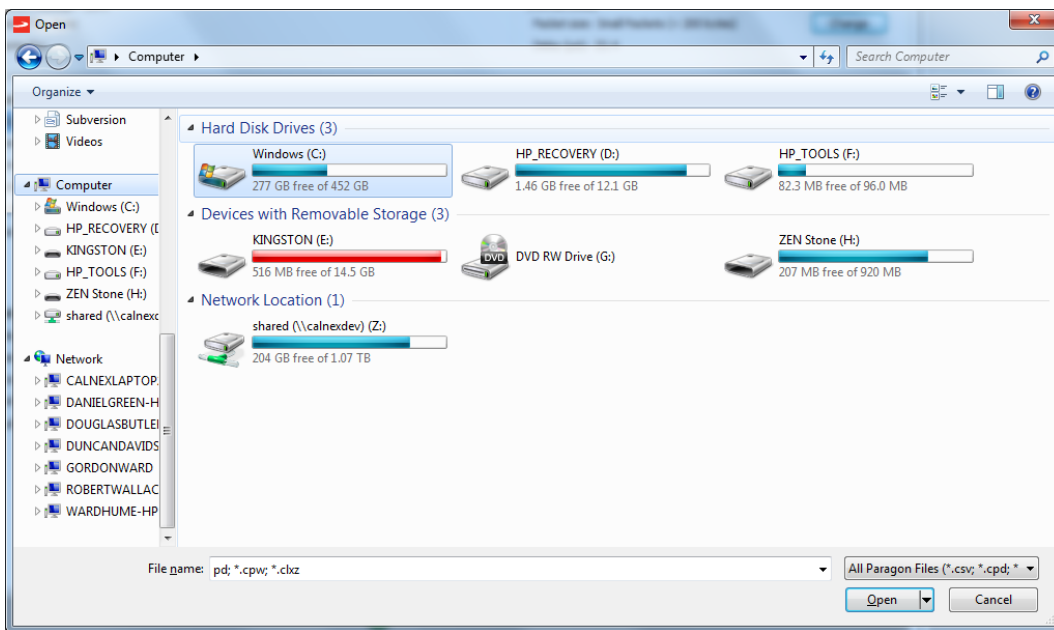 Open
Computer
Search Computer
Organize
Subversion
Videos
Computer
Windows (C:)
HP_RECOVERY (D
KINGSTON (E:)
HP_TOOLS (F:)
ZEN Stone (H:)
shared (\\calnexc
Network
CALNEXLAPTOP
DANIELGREEN-H
DOUGLASBUTLE
DUNCANDAVIDS
GORDONWARD
ROBERTWALLAC
WARDHUME-HP
Hard Disk Drives (3)
Windows (C:)
277 GB free of 452 GB
HP_RECOVERY (D:)
1.46 GB free of 12.1 GB
HP_TOOLS (F:)
82.3 MB free of 96.0 MB
Devices with Removable Storage (3)
KINGSTON (E:)
516 MB free of 14.5 GB
DVD
DVD RW Drive (G:)
ZEN Stone (H:)
207 MB free of 920 MB
Network Location (1)
shared (\\calnexdev) (Z:)
204 GB free of 1.07 TB
File name: pd; *.cpw; *.clxz
All Paragon Files (*.csv; *.cpd; *
Open
Cancel